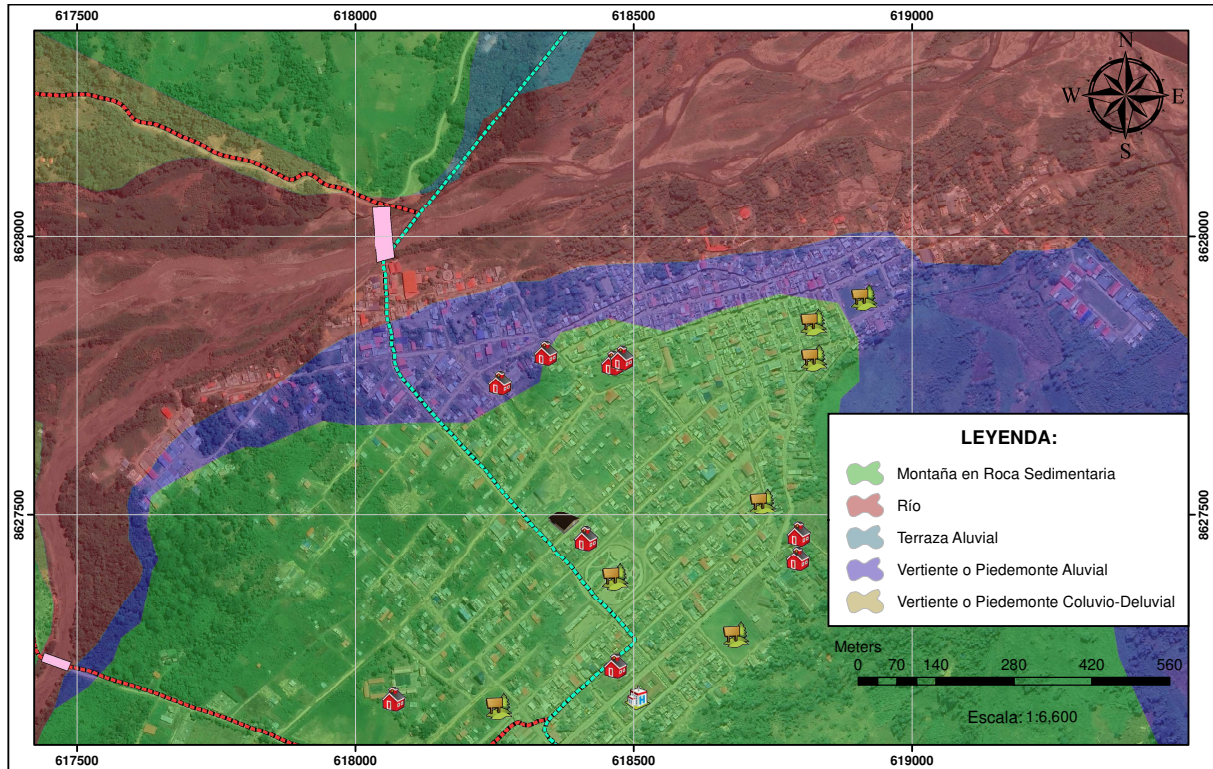 617500 618000 618500 619000
N
W E
S
8628000 8628000
8627500 8627500
LEYENDA:
Montaña en Roca Sedimentaria
Río
Terraza Aluvial
Vertiente o Piedemonte Aluvial
Vertiente o Piedemonte Coluvio-Deluvial
Meters
0 70 140 280 420 560
Escala: 1:6,600
H
617500 618000 618500 619000